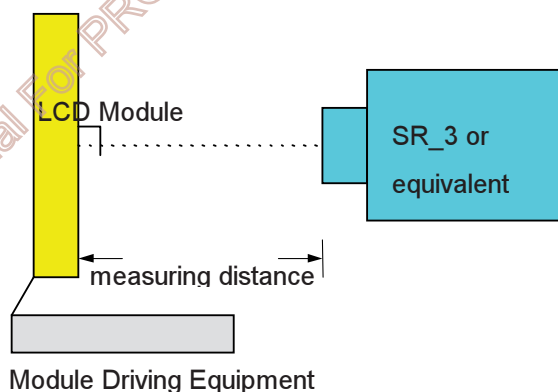 LCD Module
SR_3 or
equivalent
measuring distance
Module Driving Equipment